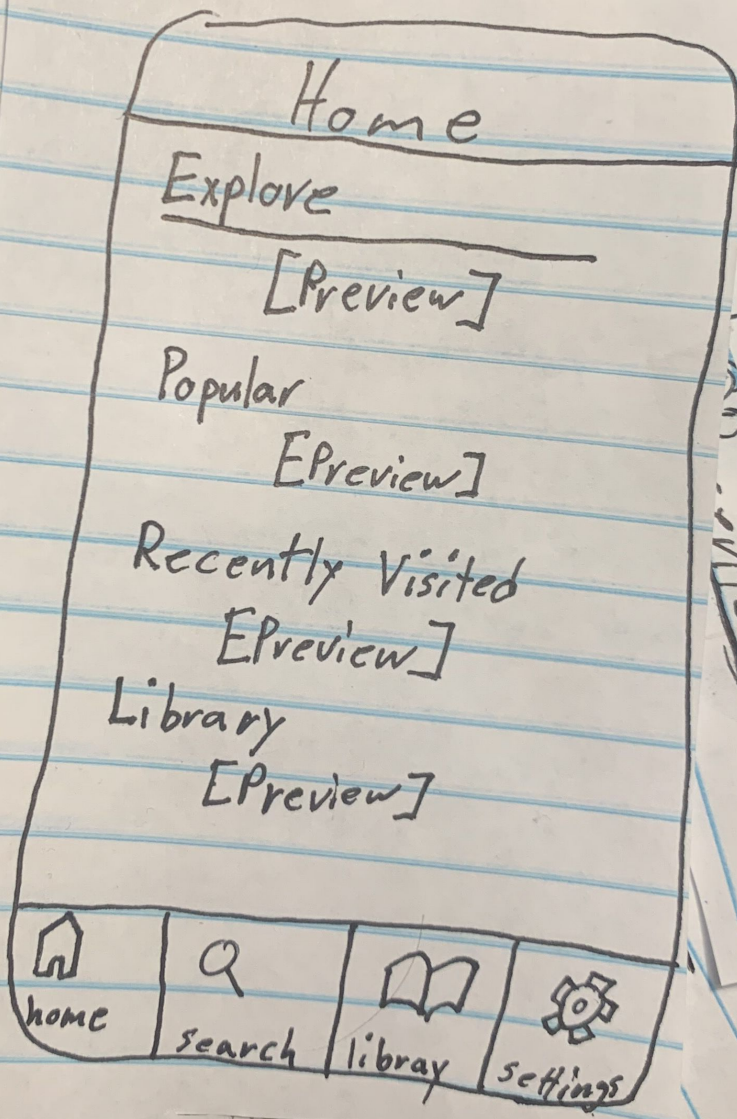 Home
Explore
[Preview]
Popular
[Preview]
Recently Visited
[Preview]
Library
[Preview]
home search libray settings